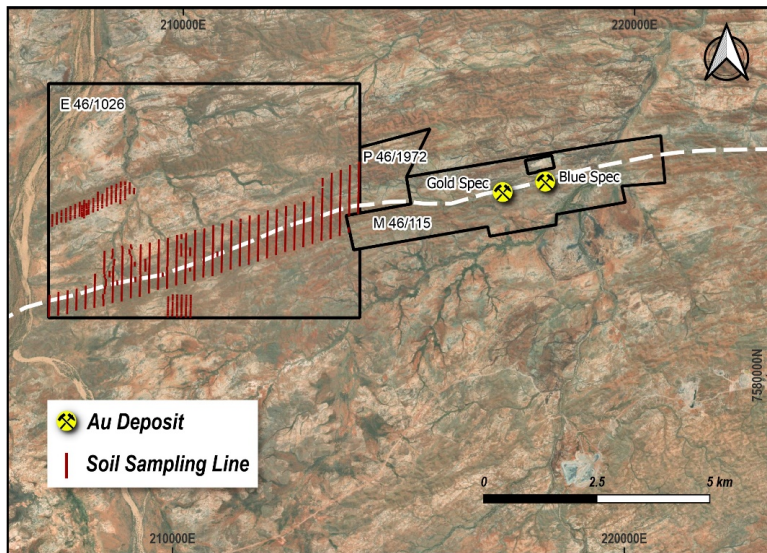 210000E
220000E
E 46/1026
P 46/1972
Gold Spec
Blue Spec
M 46/115
7580000N
Au Deposit
Soil Sampling Line
0 2.5 5 km
210000E
220000E